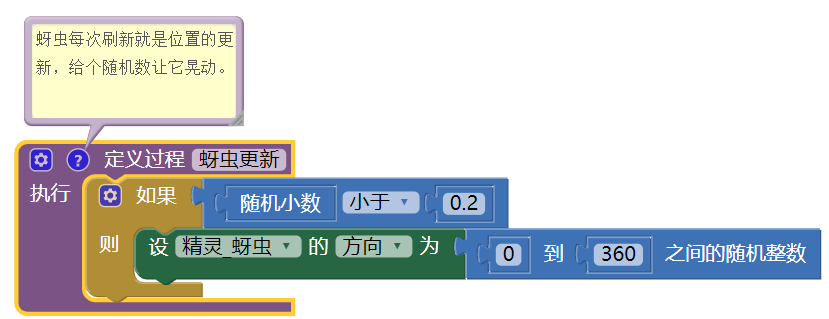 蚜虫每次刷新就是位置的更
新，给个随机数让它晃动。
? 定义过程 蚜虫更新
执行 如果 随机小数 小于 0.2
则 设 精灵_蚜虫 的 方向 为 0 到 360 之间的随机整数